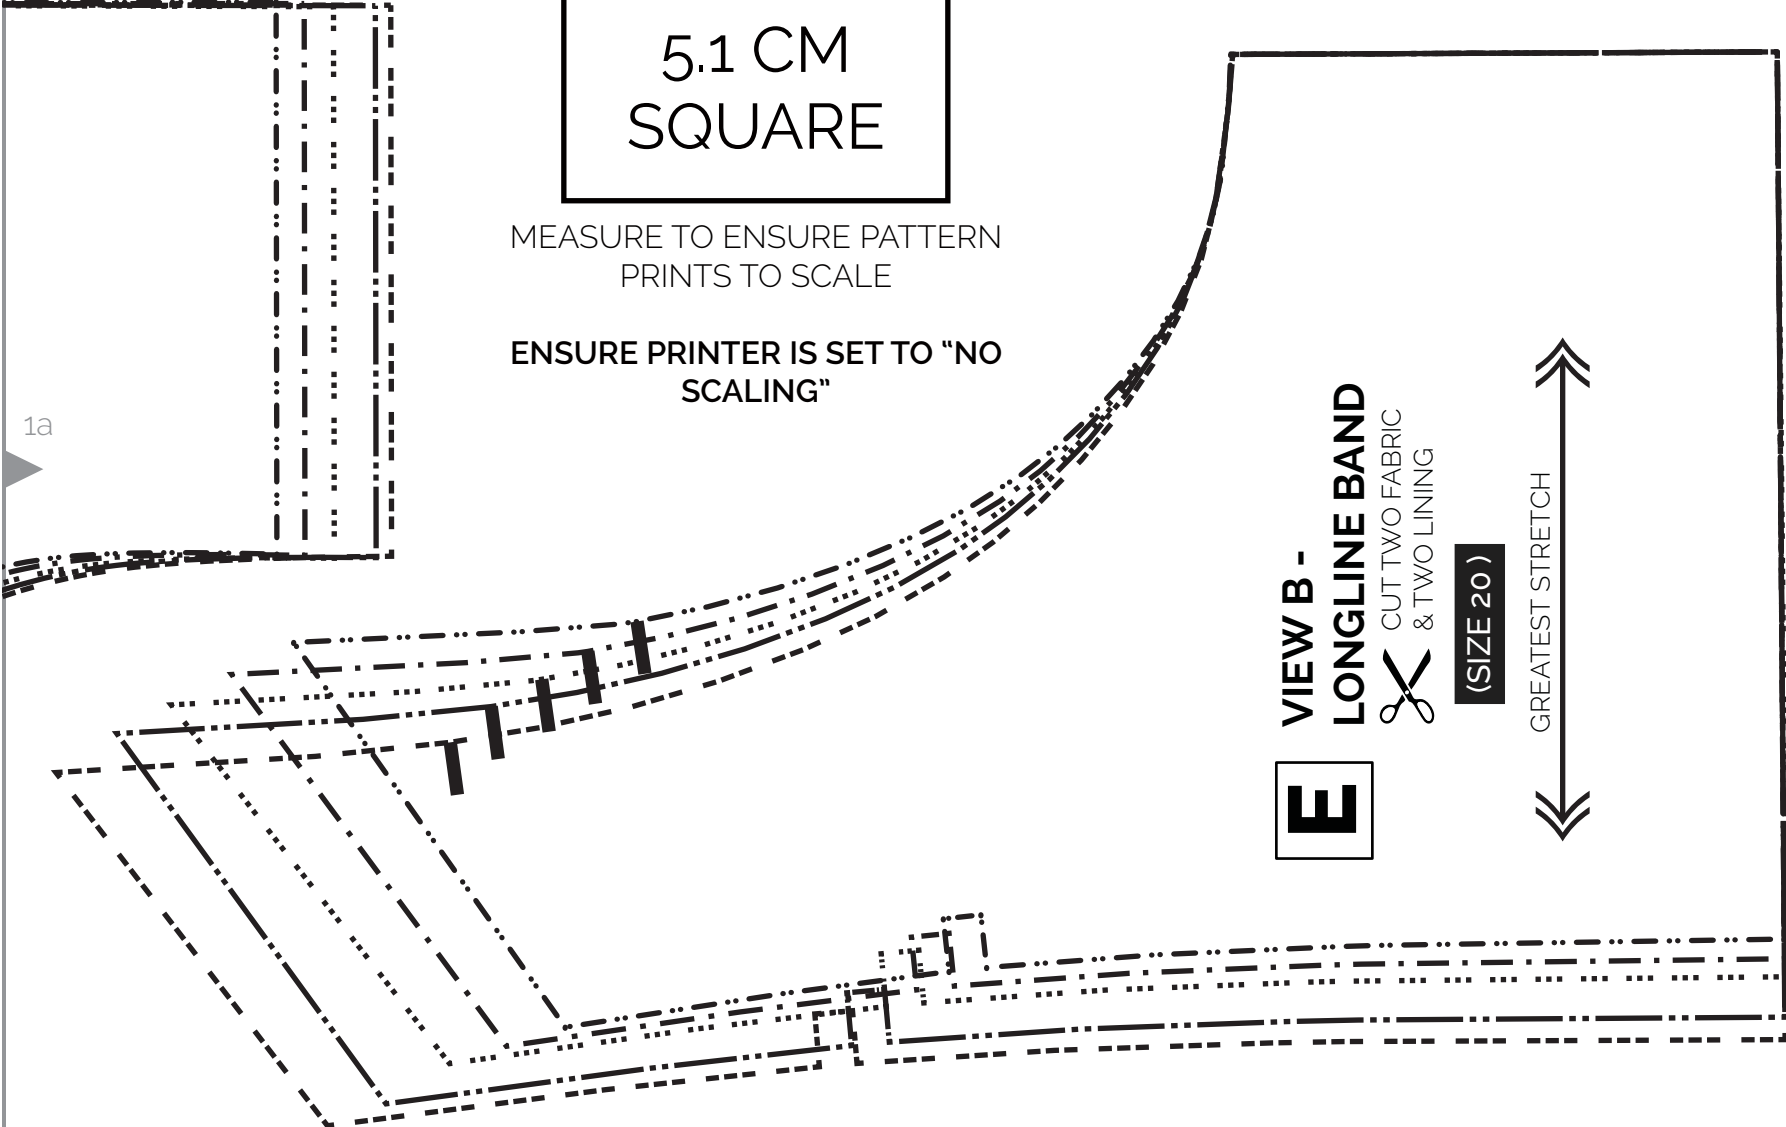 5.1 CM
SQUARE
MEASURE TO ENSURE PATTERN
PRINTS TO SCALE
ENSURE PRINTER IS SET TO “NO
SCALING”
1a
E
VIEW B -
LONGLINE BAND
CUT TWO FABRIC
& TWO LINING
(SIZE 20 )
GREATEST STRETCH